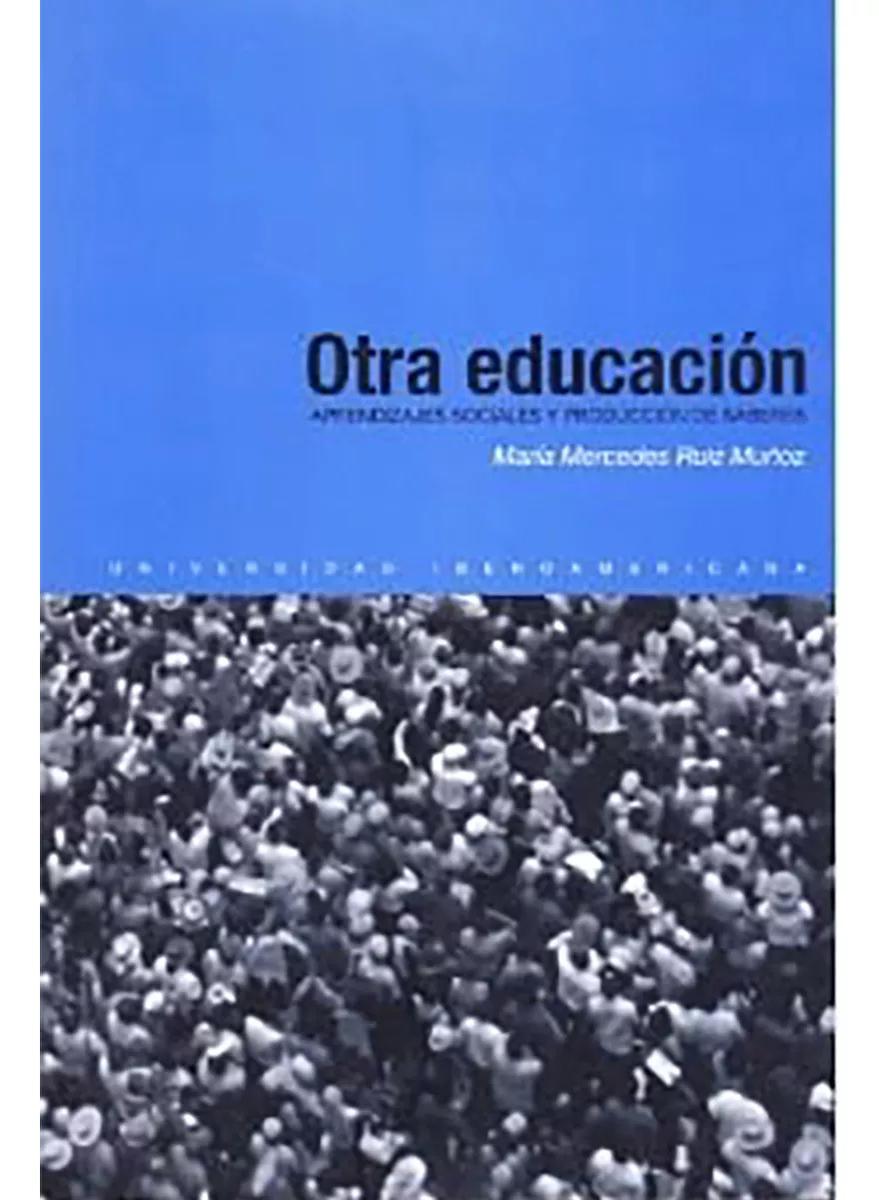 Otra educación
APRENDIZAJES SOCIALES Y PRODUCCIÓN DE SABERES
María Mercedes Ruiz Muñoz
UNIVERSIDAD IBEROAMERICANA